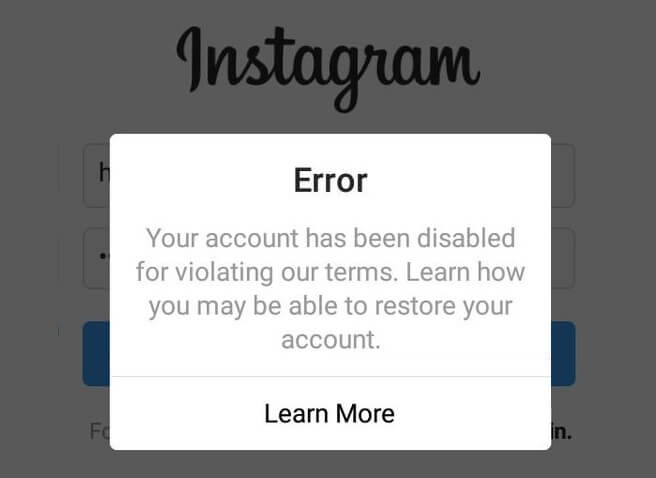 Instagram
h
Error
Your account has been disabled
for violating our terms. Learn how
you may be able to restore your
account.
Learn More
Fo in.